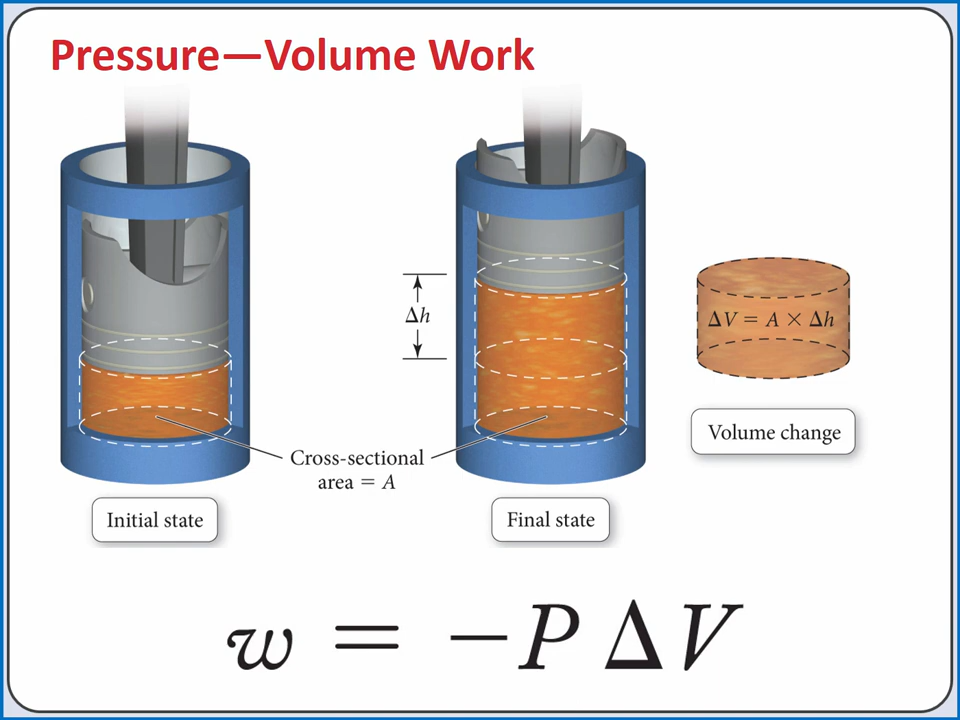 Pressure—Volume Work
Δh
ΔV = A × Δh
Volume change
Cross-sectional
area = A
Initial state
Final state
w = −P ΔV